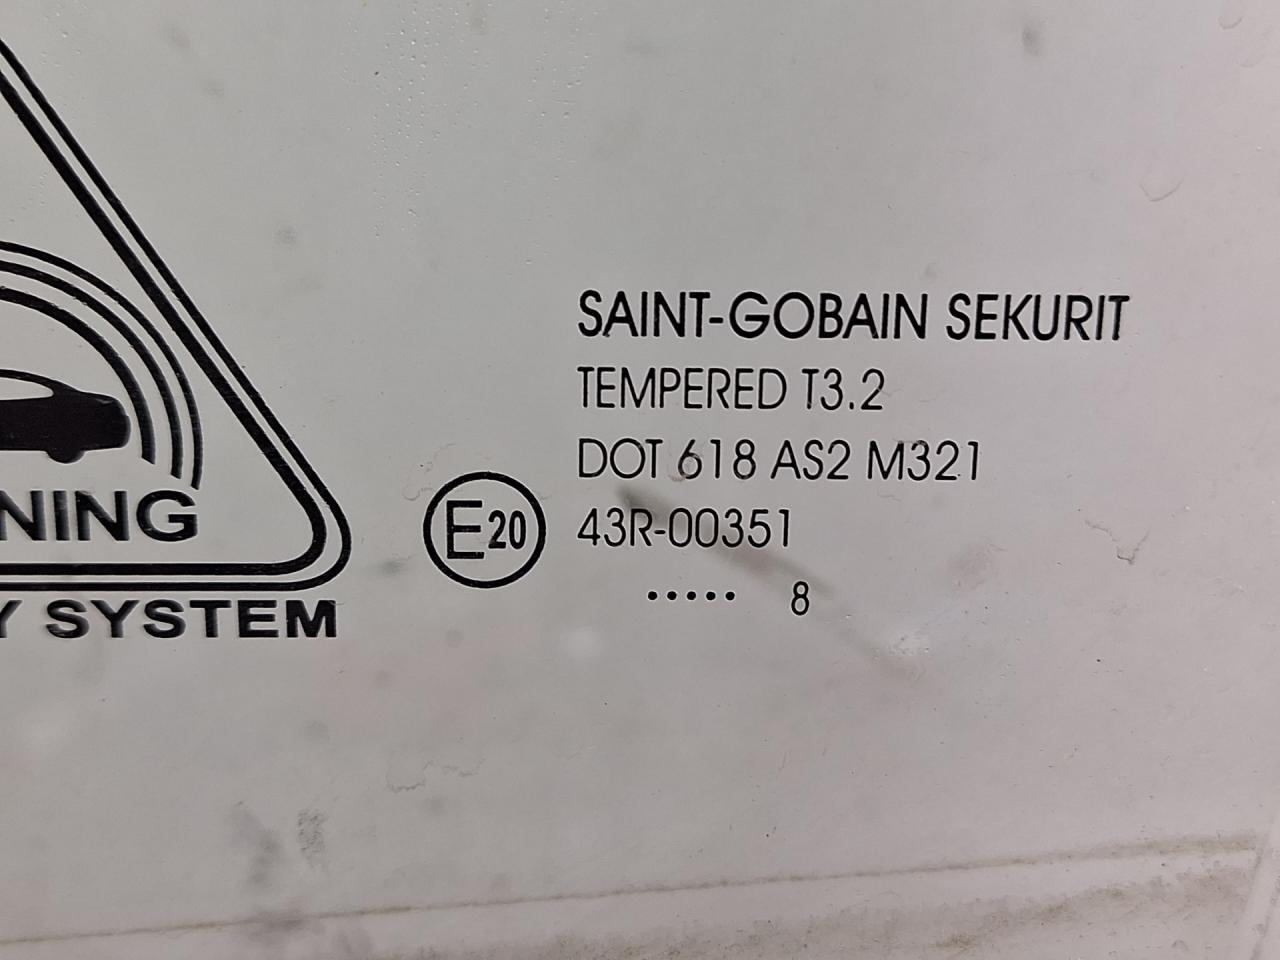 NING
Y SYSTEM
SAINT-GOBAIN SEKURIT
TEMPERED T3.2
DOT 618 AS2 M321
E20 43R-00351
..... 8